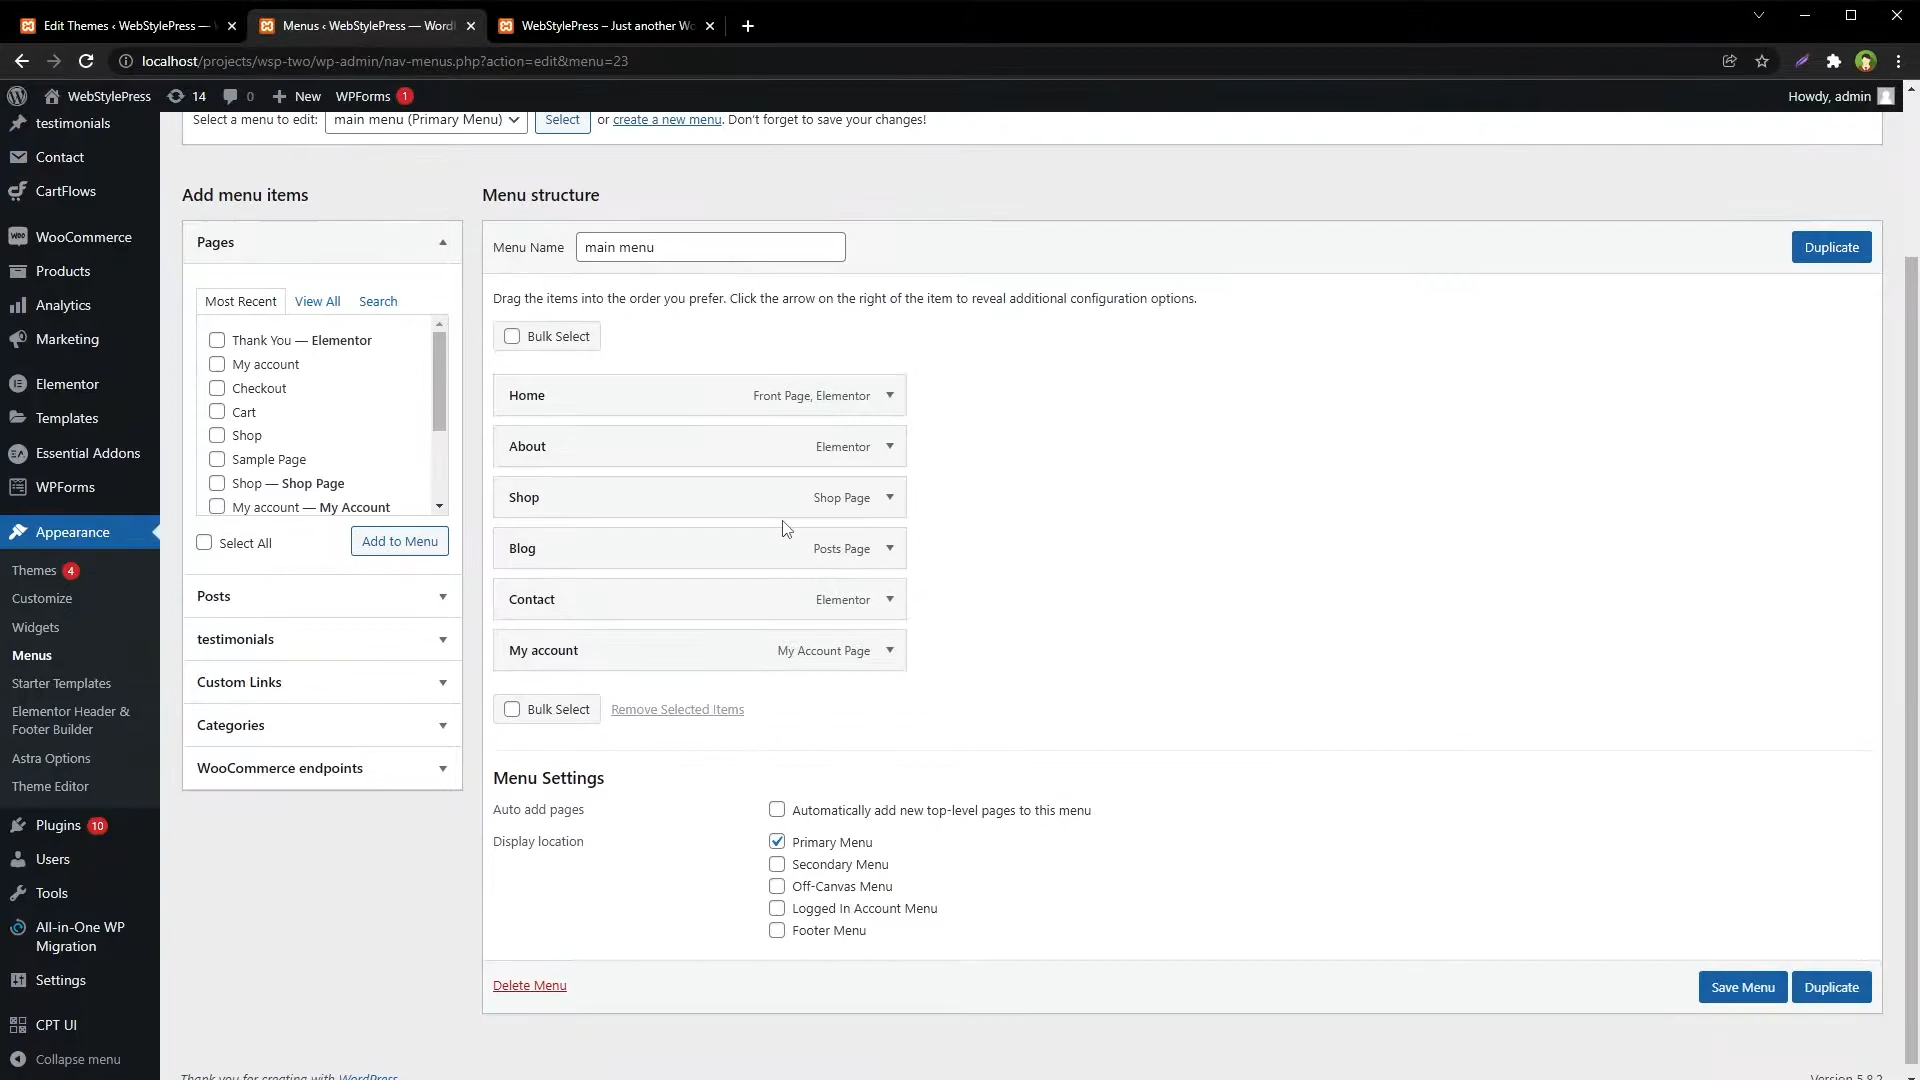 Edit Themes ‹ WebStylePress —
Menus ‹ WebStylePress — Word
WebStylePress – Just another Wo
localhost/projects/wsp-two/wp-admin/nav-menus.php?action=edit&menu=23
WebStylePress 14 0 New WPForms 1
Howdy, admin
testimonials
Contact
CartFlows
WooCommerce
Products
Analytics
Marketing
Elementor
Templates
Essential Addons
WPForms
Appearance
Themes 4
Customize
Widgets
Menus
Starter Templates
Elementor Header &
Footer Builder
Astra Options
Theme Editor
Plugins 10
Users
Tools
All-in-One WP
Migration
Settings
CPT UI
Collapse menu
Select a menu to edit: main menu (Primary Menu) Select or create a new menu. Don't forget to save your changes!
Add menu items
Pages
Most Recent View All Search
Thank You — Elementor
My account
Checkout
Cart
Shop
Sample Page
Shop — Shop Page
My account — My Account
Select All Add to Menu
Posts
testimonials
Custom Links
Categories
WooCommerce endpoints
Menu structure
Menu Name main menu Duplicate
Drag the items into the order you prefer. Click the arrow on the right of the item to reveal additional configuration options.
Bulk Select
Home Front Page, Elementor
About Elementor
Shop Shop Page
Blog Posts Page
Contact Elementor
My account My Account Page
Bulk Select Remove Selected Items
Menu Settings
Auto add pages Automatically add new top-level pages to this menu
Display location Primary Menu
Secondary Menu
Off-Canvas Menu
Logged In Account Menu
Footer Menu
Delete Menu Save Menu Duplicate
Thank you for creating with WordPress
Version 5.8.2